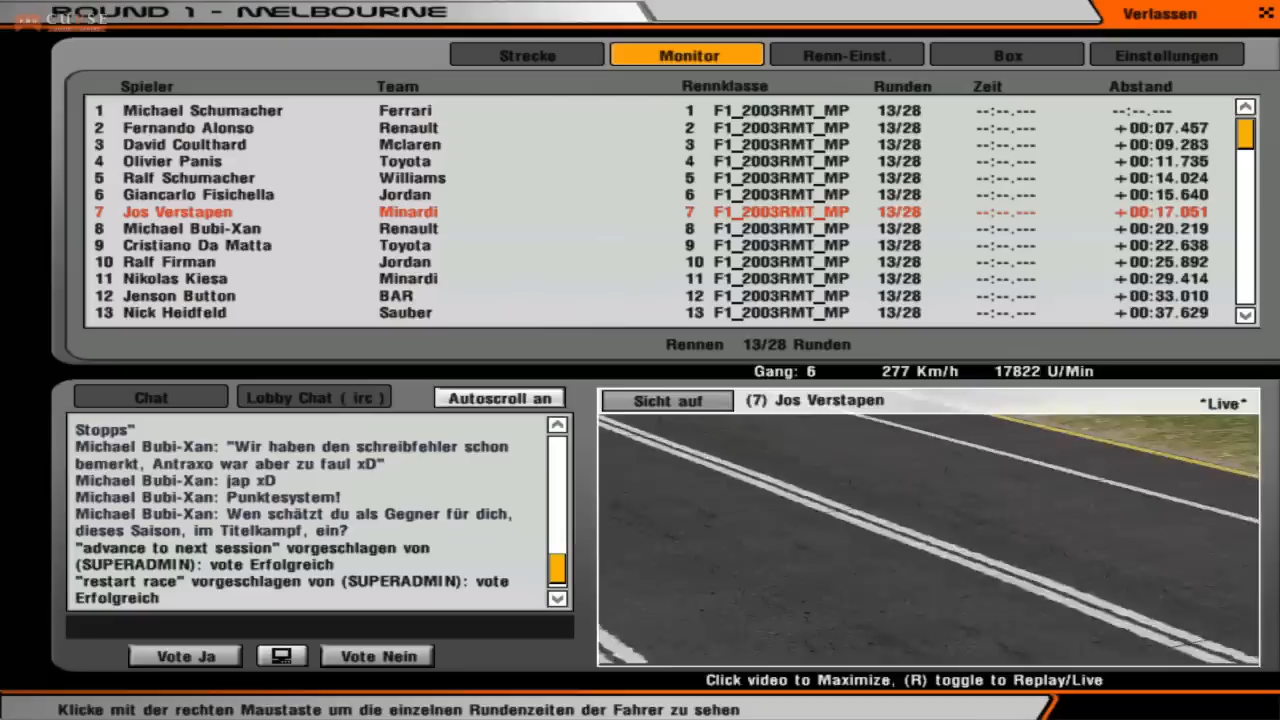 ROUND 1 - MELBOURNE
Verlassen
CURSE
Strecke Monitor Renn-Einst. Box Einstellungen
Spieler Team Rennklasse Runden Zeit Abstand
1 Michael Schumacher Ferrari 1 F1_2003RMT_MP 13/28 --:--.--- --:--.---
2 Fernando Alonso Renault 2 F1_2003RMT_MP 13/28 --:--.--- +00:07.457
3 David Coulthard Mclaren 3 F1_2003RMT_MP 13/28 --:--.--- +00:09.283
4 Olivier Panis Toyota 4 F1_2003RMT_MP 13/28 --:--.--- +00:11.735
5 Ralf Schumacher Williams 5 F1_2003RMT_MP 13/28 --:--.--- +00:14.024
6 Giancarlo Fisichella Jordan 6 F1_2003RMT_MP 13/28 --:--.--- +00:15.640
7 Jos Verstapen Minardi 7 F1_2003RMT_MP 13/28 --:--.--- +00:17.051
8 Michael Bubi-Xan Renault 8 F1_2003RMT_MP 13/28 --:--.--- +00:20.219
9 Cristiano Da Matta Toyota 9 F1_2003RMT_MP 13/28 --:--.--- +00:22.638
10 Ralf Firman Jordan 10 F1_2003RMT_MP 13/28 --:--.--- +00:25.892
11 Nikolas Kiesa Minardi 11 F1_2003RMT_MP 13/28 --:--.--- +00:29.414
12 Jenson Button BAR 12 F1_2003RMT_MP 13/28 --:--.--- +00:33.010
13 Nick Heidfeld Sauber 13 F1_2003RMT_MP 13/28 --:--.--- +00:37.629
Rennen 13/28 Runden
Gang: 6 277 Km/h 17822 U/Min
Chat Lobby Chat ( irc ) Autoscroll an
Stopps"
Michael Bubi-Xan: "Wir haben den schreibfehler schon
bemerkt, Antraxo war aber zu faul xD"
Michael Bubi-Xan: jap xD
Michael Bubi-Xan: Punktesystem!
Michael Bubi-Xan: Wen schätzt du als Gegner für dich,
dieses Saison, im Titelkampf, ein?
"advance to next session" vorgeschlagen von
(SUPERADMIN): vote Erfolgreich
"restart race" vorgeschlagen von (SUPERADMIN): vote
Erfolgreich
Vote Ja Vote Nein
Sicht auf (7) Jos Verstapen *Live*
Click video to Maximize, (R) toggle to Replay/Live
Klicke mit der rechten Maustaste um die einzelnen Rundenzeiten der Fahrer zu sehen